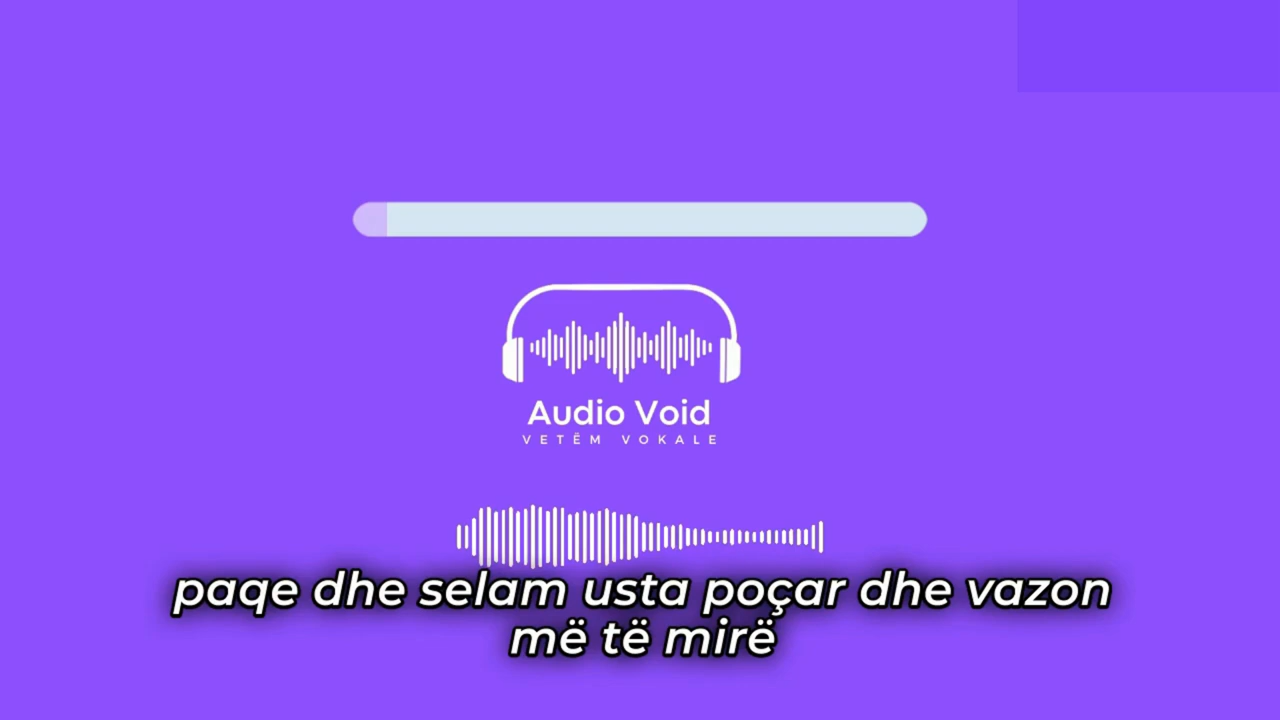 Audio Void
VETËM VOKALE
paqe dhe selam usta poçar dhe vazon
më të mirë